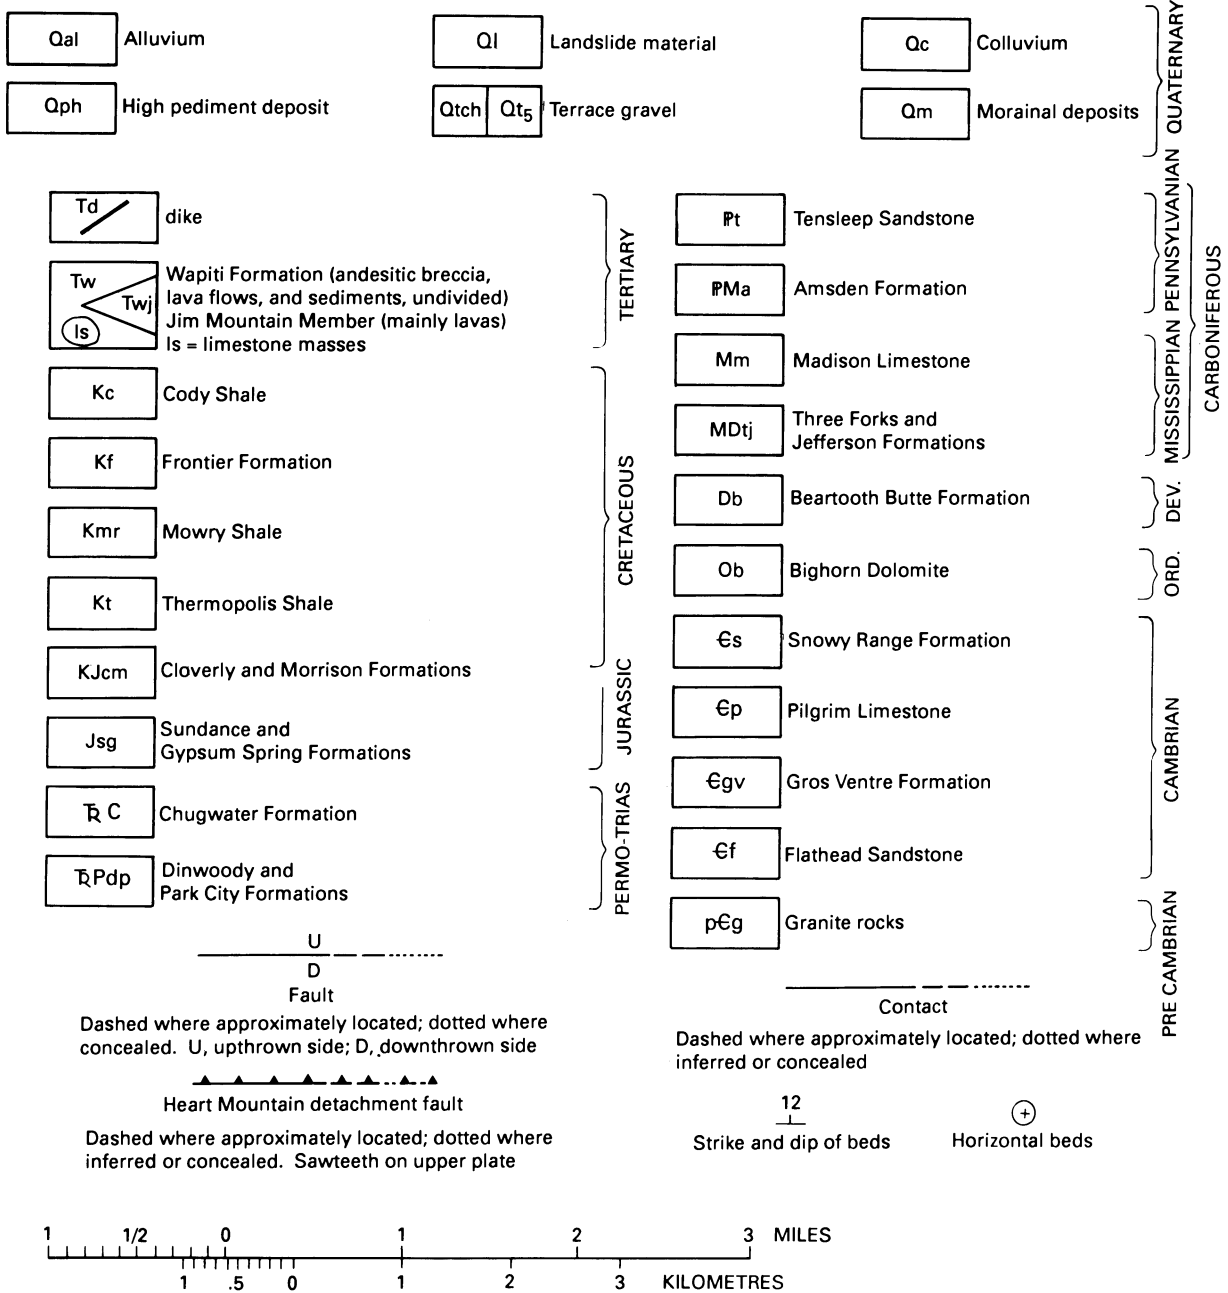 Qal Alluvium
Ql Landslide material
Qc Colluvium
Qph High pediment deposit
Qtch Qt5 Terrace gravel
Qm Morainal deposits
QUATERNARY
Td dike
Tw Twj ls
Wapiti Formation (andesitic breccia,
lava flows, and sediments, undivided)
Jim Mountain Member (mainly lavas)
ls = limestone masses
TERTIARY
Kc Cody Shale
Kf Frontier Formation
Kmr Mowry Shale
Kt Thermopolis Shale
KJcm Cloverly and Morrison Formations
CRETACEOUS
Jsg Sundance and
Gypsum Spring Formations
JURASSIC
TRC Chugwater Formation
TRPdp Dinwoody and
Park City Formations
PERMO-TRIAS
U
D
Fault
Dashed where approximately located; dotted where
concealed. U, upthrown side; D, downthrown side
Heart Mountain detachment fault
Dashed where approximately located; dotted where
inferred or concealed. Sawteeth on upper plate
ℙt Tensleep Sandstone
ℙMa Amsden Formation
PENNSYLVANIAN
Mm Madison Limestone
MDtj Three Forks and
Jefferson Formations
MISSISSIPPIAN
CARBONIFEROUS
Db Beartooth Butte Formation
DEV.
Ob Bighorn Dolomite
ORD.
Єs Snowy Range Formation
Єp Pilgrim Limestone
Єgv Gros Ventre Formation
Єf Flathead Sandstone
CAMBRIAN
pЄg Granite rocks
PRE CAMBRIAN
Contact
Dashed where approximately located; dotted where
inferred or concealed
12
Strike and dip of beds
Horizontal beds
1 1/2 0 1 2 3 MILES
1 .5 0 1 2 3 KILOMETRES